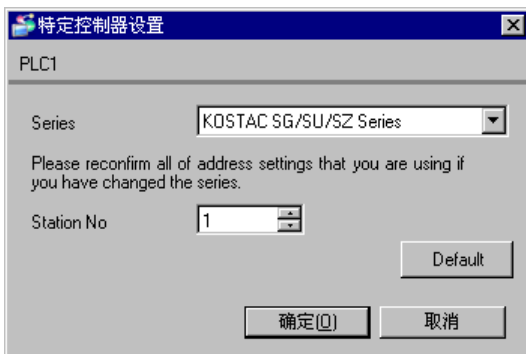 特定控制器设置
PLC1
Series
KOSTAC SG/SU/SZ Series
Please reconfirm all of address settings that you are using if
you have changed the series.
Station No
1
Default
确定(O)
取消